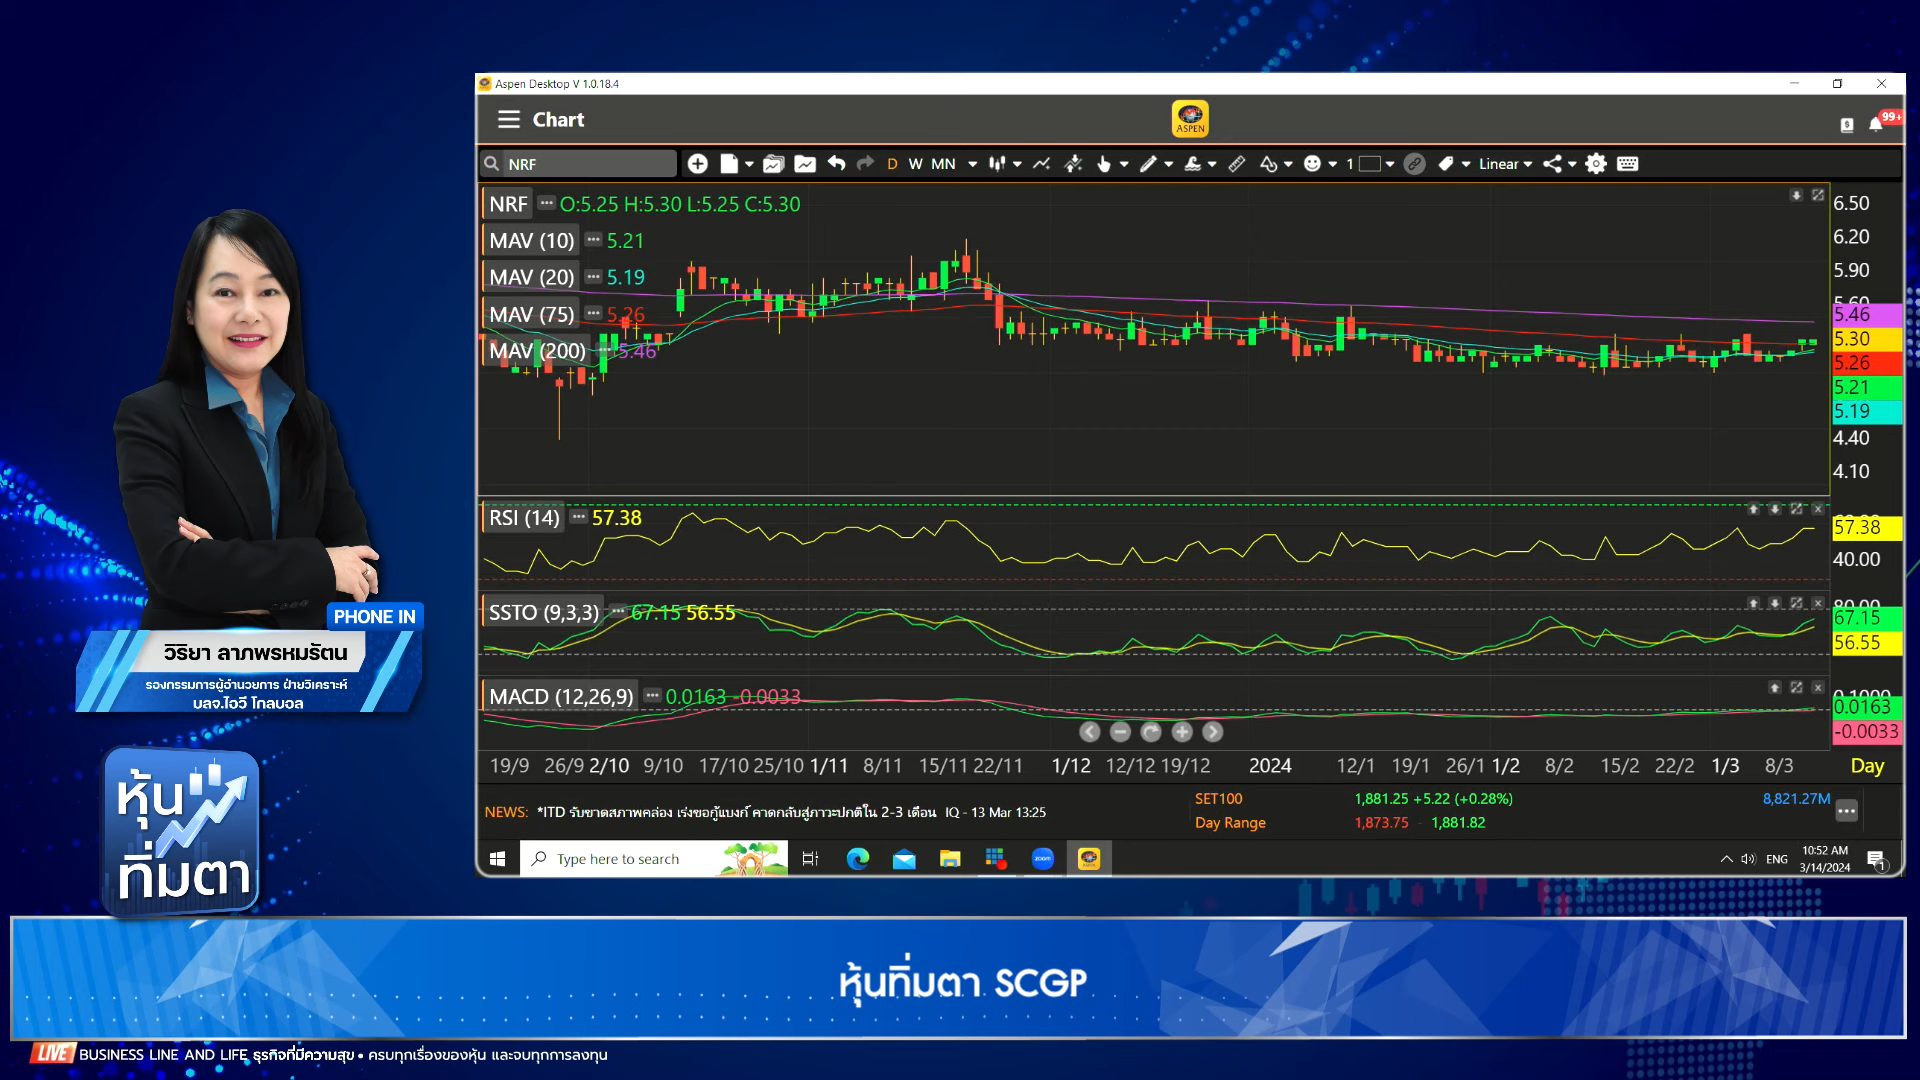 Aspen Desktop V 1.0.18.4
Chart
ASPEN
99+
NRF
D W MN
1
Linear
NRF O:5.25 H:5.30 L:5.25 C:5.30
MAV (10) 5.21
MAV (20) 5.19
MAV (75) 5.26
MAV (200) 5.46
6.50
6.20
5.90
5.60
5.46
5.30
5.26
5.21
5.19
4.40
4.10
RSI (14) 57.38
57.38
40.00
SSTO (9,3,3) 67.15 56.55
80.00
67.15
56.55
MACD (12,26,9) 0.0163 -0.0033
0.1000
0.0163
-0.0033
19/9 26/9 2/10 9/10 17/10 25/10 1/11 8/11 15/11 22/11 1/12 12/12 19/12 2024 12/1 19/1 26/1 1/2 8/2 15/2 22/2 1/3 8/3 Day
NEWS: *ITD รับขาดสภาพคล่อง เร่งขอกู้แบงก์ คาดกลับสู่ภาวะปกติใน 2-3 เดือน IQ - 13 Mar 13:25
SET100 1,881.25 +5.22 (+0.28%) 8,821.27M
Day Range 1,873.75 - 1,881.82
Type here to search
zoom
ENG
10:52 AM
3/14/2024
1
PHONE IN
วิริยา ลาภพรหมรัตน
รองกรรมการผู้อำนวยการ ฝ่ายวิเคราะห์
บลจ.ไอวี โกลบอล
หุ้น
ทิ่มตา
หุ้นทิ่มตา SCGP
LIVE BUSINESS LINE AND LIFE ธุรกิจที่มีความสุข • ครบทุกเรื่องของหุ้น และจบทุกการลงทุน